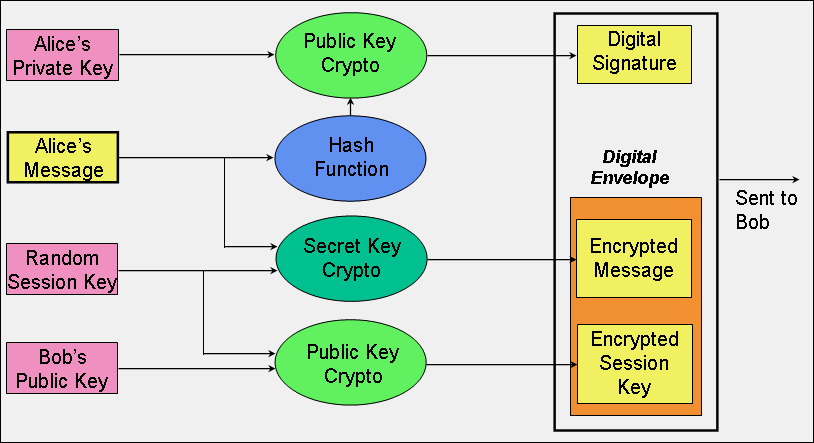 Alice's
Private Key
Public Key
Crypto
Digital
Signature
Alice's
Message
Hash
Function
Digital
Envelope
Sent to
Bob
Random
Session Key
Secret Key
Crypto
Encrypted
Message
Bob's
Public Key
Public Key
Crypto
Encrypted
Session
Key